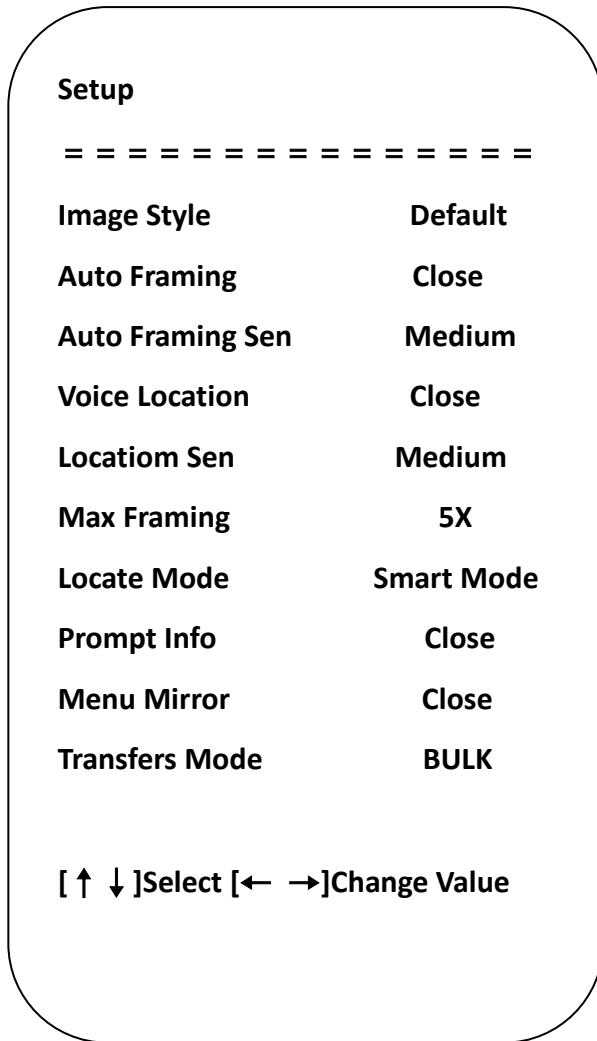 Setup
= = = = = = = = = = = = = = =
Image Style Default
Auto Framing Close
Auto Framing Sen Medium
Voice Location Close
Locatiom Sen Medium
Max Framing 5X
Locate Mode Smart Mode
Prompt Info Close
Menu Mirror Close
Transfers Mode BULK
[ ↑ ↓ ]Select [← →]Change Value